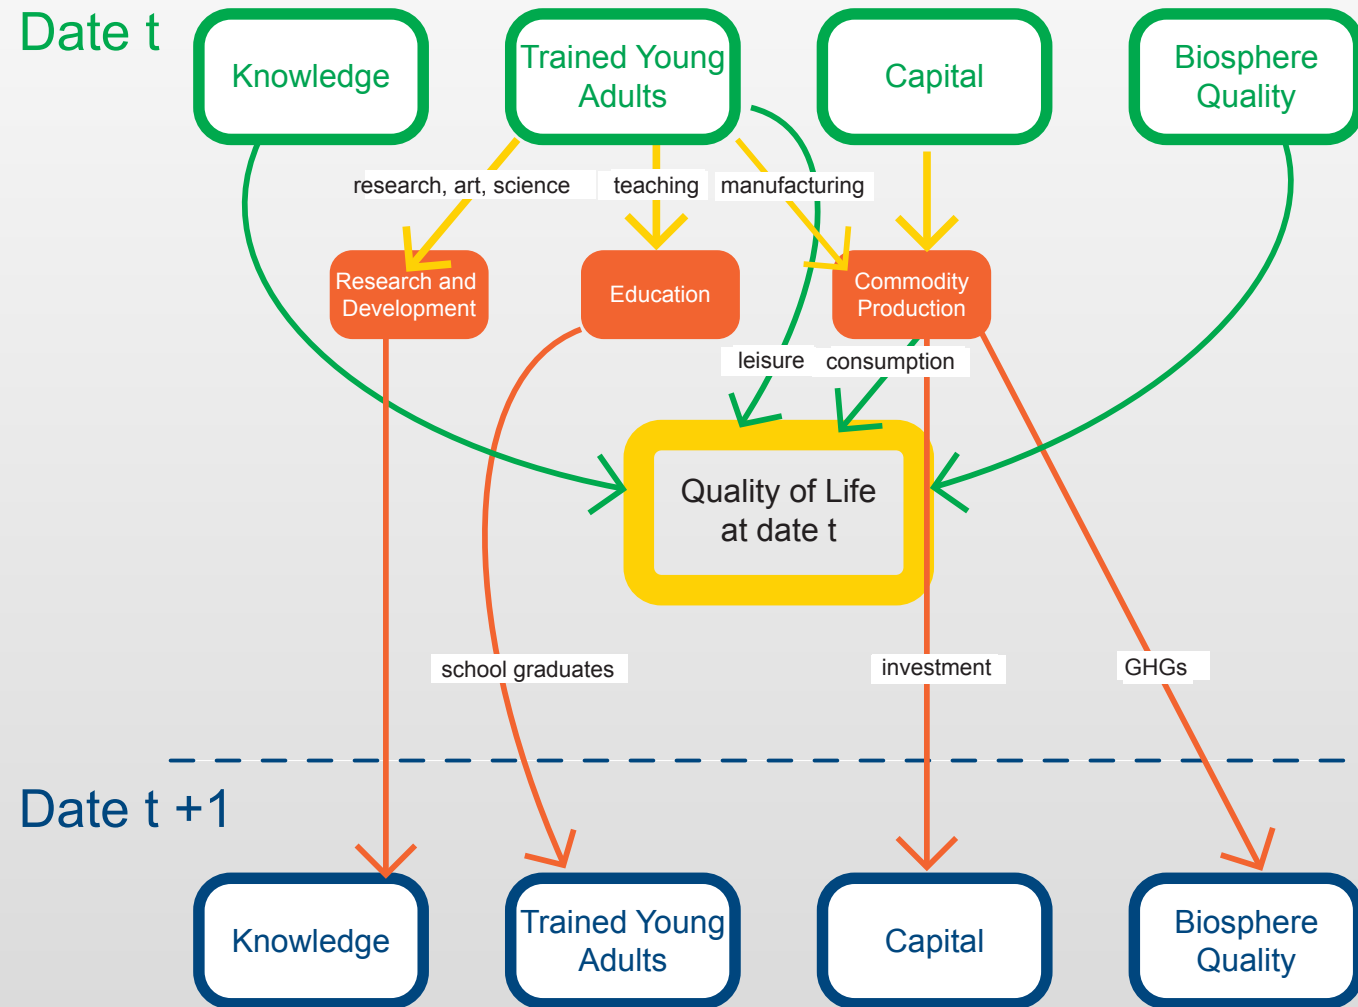 Date t
Knowledge
Trained Young
Adults
Capital
Biosphere
Quality
research, art, science
teaching
manufacturing
Research and
Development
Education
Commodity
Production
leisure
consumption
Quality of Life
at date t
school graduates
investment
GHGs
Date t +1
Knowledge
Trained Young
Adults
Capital
Biosphere
Quality